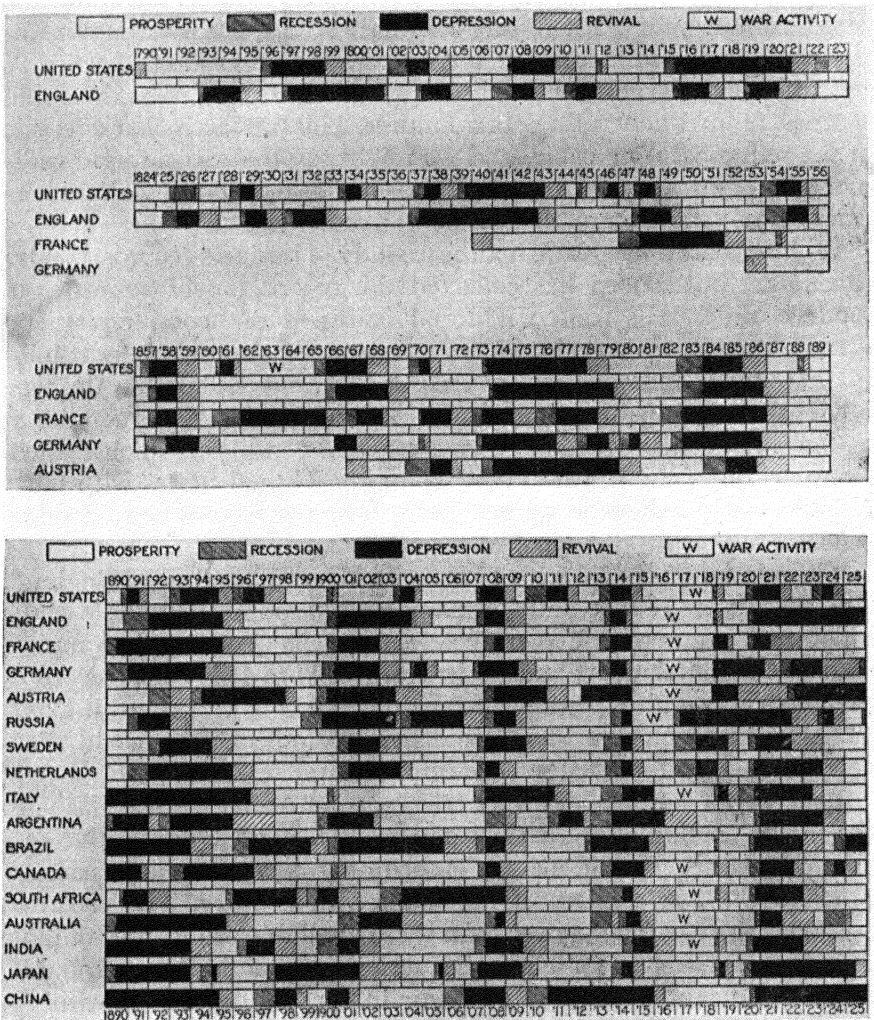 PROSPERITY RECESSION DEPRESSION REVIVAL W WAR ACTIVITY
1790 '91 '92 '93 '94 '95 '96 '97 '98 '99 1800 '01 '02 '03 '04 '05 '06 '07 '08 '09 '10 '11 '12 '13 '14 '15 '16 '17 '18 '19 '20 '21 '22 '23
UNITED STATES
ENGLAND
1824 '25 '26 '27 '28 '29 '30 '31 '32 '33 '34 '35 '36 '37 '38 '39 '40 '41 '42 '43 '44 '45 '46 '47 '48 '49 '50 '51 '52 '53 '54 '55 '56
UNITED STATES
ENGLAND
FRANCE
GERMANY
1857 '58 '59 '60 '61 '62 '63 '64 '65 '66 '67 '68 '69 '70 '71 '72 '73 '74 '75 '76 '77 '78 '79 '80 '81 '82 '83 '84 '85 '86 '87 '88 '89
UNITED STATES W
ENGLAND
FRANCE
GERMANY
AUSTRIA
PROSPERITY RECESSION DEPRESSION REVIVAL W WAR ACTIVITY
1890 '91 '92 '93 '94 '95 '96 '97 '98 '99 1900 '01 '02 '03 '04 '05 '06 '07 '08 '09 '10 '11 '12 '13 '14 '15 '16 '17 '18 '19 '20 '21 '22 '23 '24 '25
UNITED STATES W
ENGLAND W
FRANCE W
GERMANY W
AUSTRIA W
RUSSIA W
SWEDEN
NETHERLANDS
ITALY W
ARGENTINA
BRAZIL
CANADA W
SOUTH AFRICA W
AUSTRALIA W
INDIA W
JAPAN
CHINA
1890 '91 '92 '93 '94 '95 '96 '97 '98 '99 1900 '01 '02 '03 '04 '05 '06 '07 '08 '09 '10 '11 '12 '13 '14 '15 '16 '17 '18 '19 '20 '21 '22 '23 '24 '25